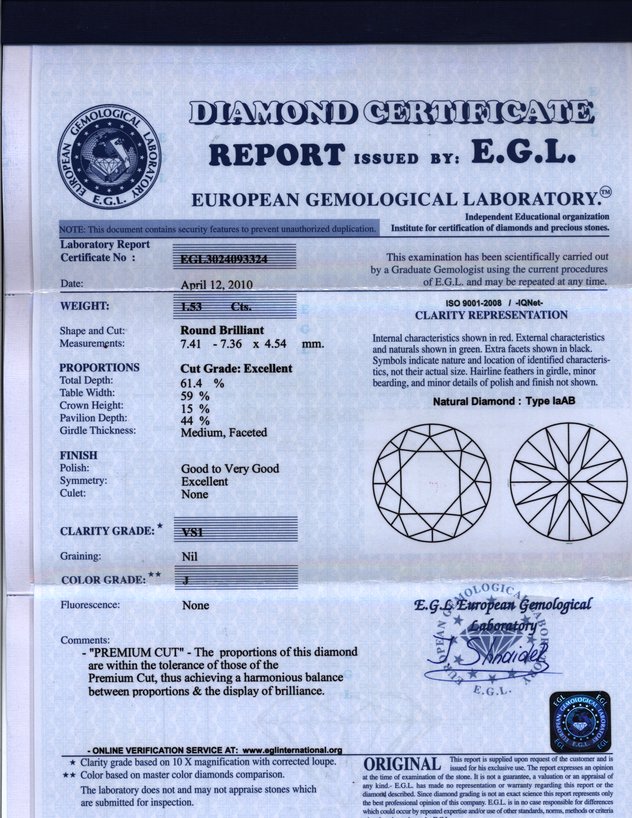 DIAMOND CERTIFICATE
REPORT ISSUED BY: E.G.L.
EUROPEAN GEMOLOGICAL LABORATORY.™
EUROPEAN GEMOLOGICAL LABORATORY
E.G.L.
Independent Educational organization
Institute for certification of diamonds and precious stones.
NOTE: This document contains security features to prevent unauthorized duplication.
Laboratory Report
Certificate No : EGL3024093324
Date: April 12, 2010
WEIGHT: 1.53 Cts.
Shape and Cut: Round Brilliant
Measurements: 7.41 - 7.36 x 4.54 mm.
PROPORTIONS Cut Grade: Excellent
Total Depth: 61.4 %
Table Width: 59 %
Crown Height: 15 %
Pavilion Depth: 44 %
Girdle Thickness: Medium, Faceted
FINISH
Polish: Good to Very Good
Symmetry: Excellent
Culet: None
CLARITY GRADE: ★ VS1
Graining: Nil
COLOR GRADE: ★★ J
Fluorescence: None
Comments:
- "PREMIUM CUT" - The proportions of this diamond
are within the tolerance of those of the
Premium Cut, thus achieving a harmonious balance
between proportions & the display of brilliance.
- ONLINE VERIFICATION SERVICE AT: www.eglinternational.org
★ Clarity grade based on 10 X magnification with corrected loupe.
★★ Color based on master color diamonds comparison.
The laboratory does not and may not appraise stones which
are submitted for inspection.
This examination has been scientifically carried out
by a Graduate Gemologist using the current procedures
of E.G.L. and may be repeated at any time.
ISO 9001-2008 / -IQNet-
CLARITY REPRESENTATION
Internal characteristics shown in red. External characteristics
and naturals shown in green. Extra facets shown in black.
Symbols indicate nature and location of identified characteris-
tics, not their actual size. Hairline feathers in girdle, minor
bearding, and minor details of polish and finish not shown.
Natural Diamond : Type IaAB
E.G.L European Gemological
Laboratory
EUROPEAN GEMOLOGICAL LABORATORY
E.G.L.
EGL
EGL
EGL
EGL
ORIGINAL This report is supplied upon request of the customer and is
issued for his exclusive use. The report expresses an opinion
at the time of examination of the stone. It is not a guarantee, a valuation or an appraisal of
any kind.- E.G.L. has made no representation or warranty regarding this report or the
diamond described. Since diamond grading is not an exact science this report represents only
the best professional opinion of this company. E.G.L. is in no case responsible for differences
which could occur by repeated expertise and/or use of other standards, norms, methods or criteria